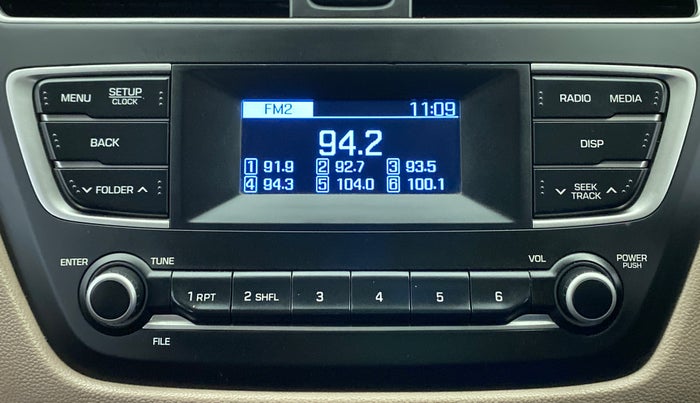 FM2 11:09
94.2
1 91.9 2 92.7 3 93.5
4 94.3 5 104.0 6 100.1
MENU SETUP CLOCK
BACK
FOLDER
RADIO MEDIA
DISP
SEEK TRACK
ENTER TUNE
FILE
1 RPT 2 SHFL 3 4 5 6
VOL POWER PUSH